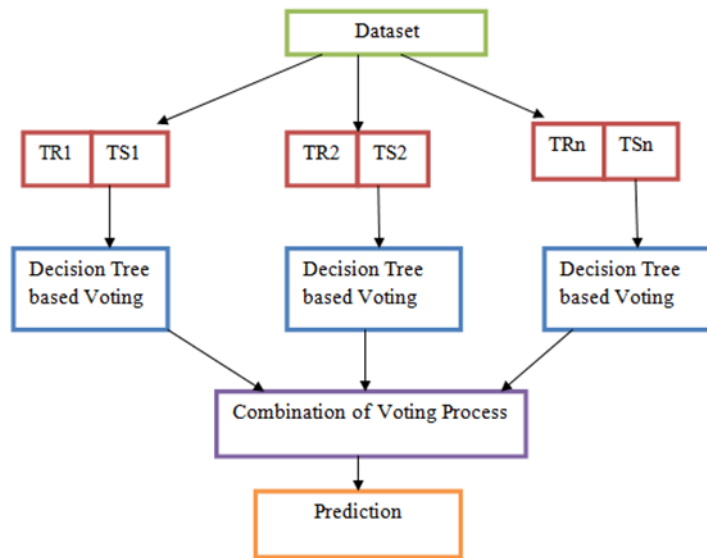 Dataset
TR1 TS1
TR2 TS2
TRn TSn
Decision Tree
based Voting
Decision Tree
based Voting
Decision Tree
based Voting
Combination of Voting Process
Prediction